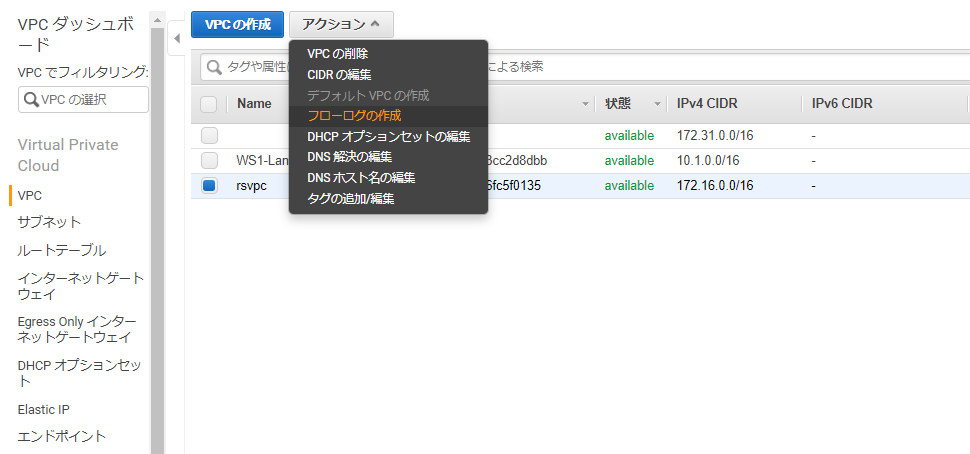 VPC ダッシュボ
ード
VPC でフィルタリング:
VPC の選択
Virtual Private
Cloud
VPC
サブネット
ルートテーブル
インターネットゲート
ウェイ
Egress Only インター
ネットゲートウェイ
DHCP オプションセッ
ト
Elastic IP
エンドポイント
VPC の作成 アクション
VPC の削除
CIDR の編集
デフォルト VPC の作成
フローログの作成
DHCP オプションセットの編集
DNS 解決の編集
DNS ホスト名の編集
タグの追加/編集
タグや属性 による検索
Name 状態 IPv4 CIDR IPv6 CIDR
available 172.31.0.0/16 -
WS1-Lan 3cc2d8dbb available 10.1.0.0/16 -
rsvpc 6fc5f0135 available 172.16.0.0/16 -